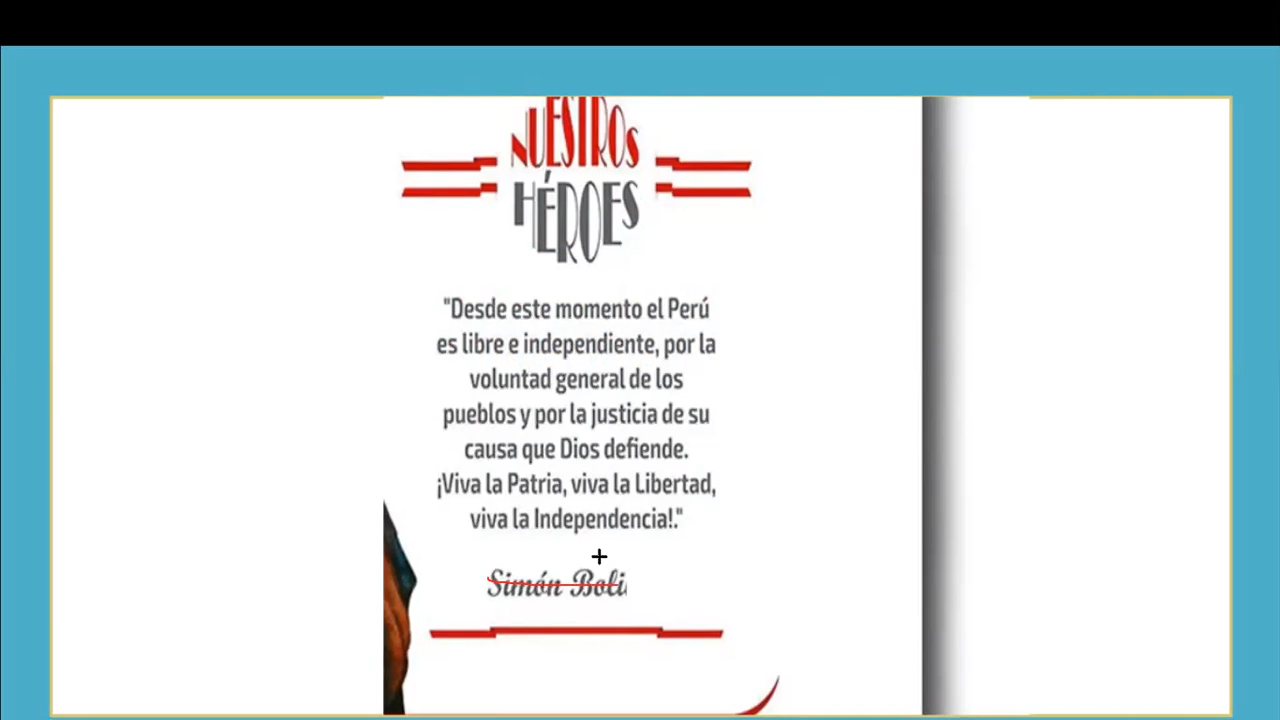 NUESTROS
HÉROES
"Desde este momento el Perú
es libre e independiente, por la
voluntad general de los
pueblos y por la justicia de su
causa que Dios defiende.
¡Viva la Patria, viva la Libertad,
viva la Independencia!."
Simón Boli